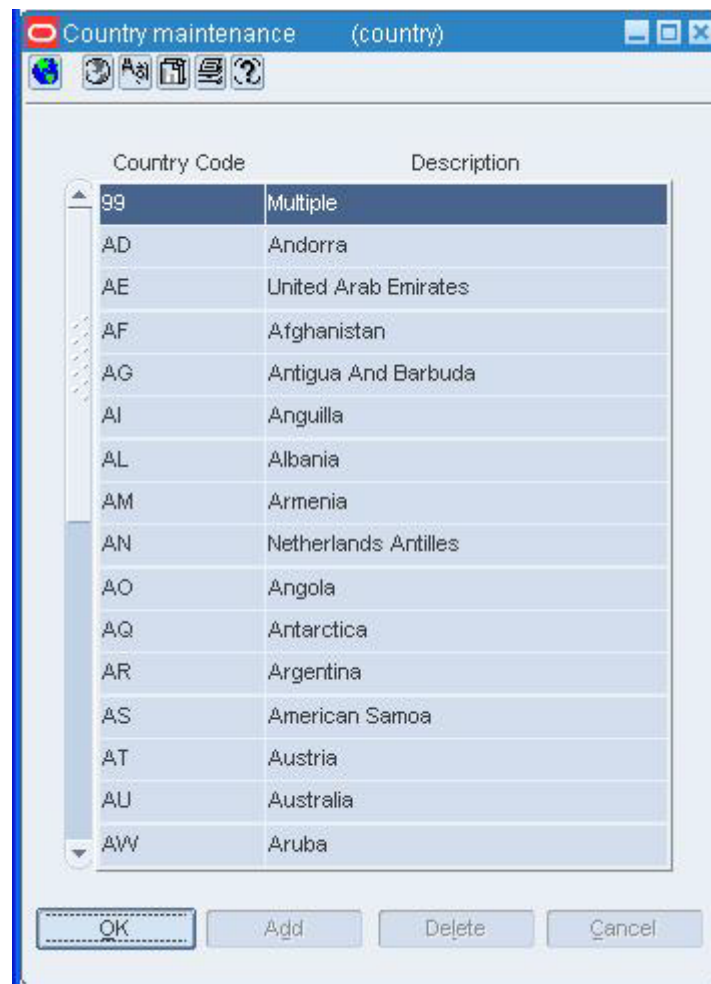 Country maintenance (country)
Country Code Description
99 Multiple
AD Andorra
AE United Arab Emirates
AF Afghanistan
AG Antigua And Barbuda
AI Anguilla
AL Albania
AM Armenia
AN Netherlands Antilles
AO Angola
AQ Antarctica
AR Argentina
AS American Samoa
AT Austria
AU Australia
AW Aruba
OK Add Delete Cancel